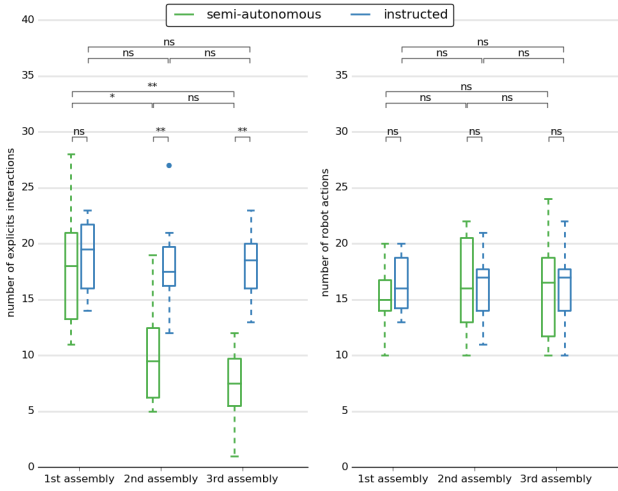 semi-autonomous instructed
40
35
30
25
20
15
10
5
0
number of explicits interactions
ns
ns ns
**
* ns
ns ** **
1st assembly 2nd assembly 3rd assembly
35
30
25
20
15
10
5
0
number of robot actions
ns
ns ns
ns
ns ns
ns ns ns
1st assembly 2nd assembly 3rd assembly